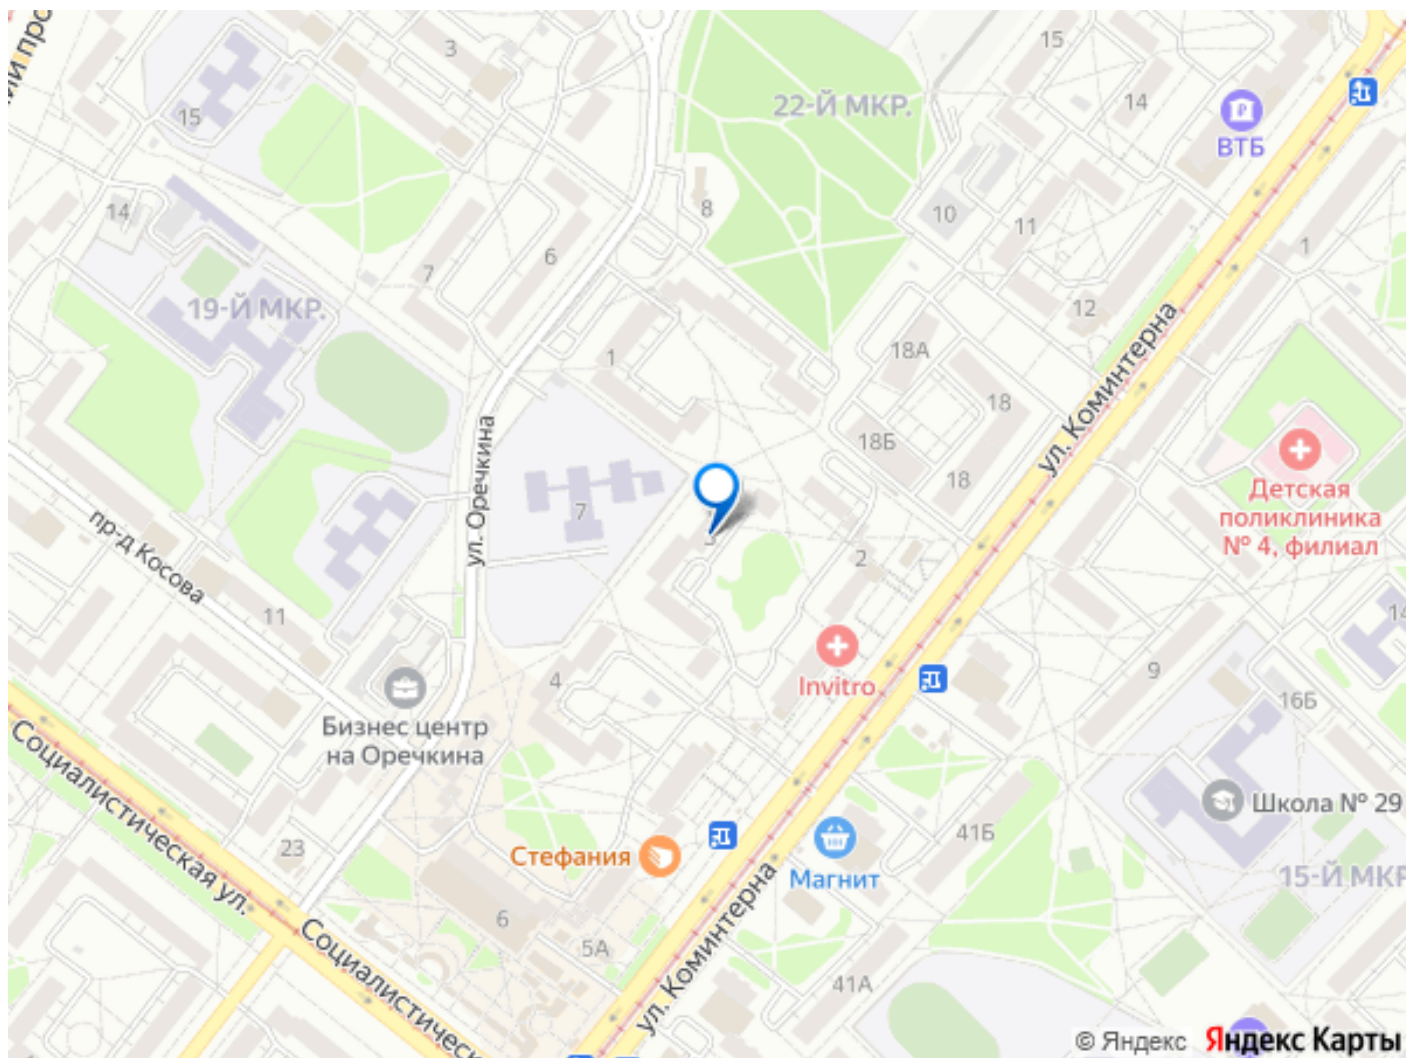 3
15
22-Й МКР.
14
ВТБ
15
14
8
10
11
1
6
7
12
19-Й МКР.
1
18А
18
ул. Коминтерна
18Б
18
ул. Оречкина
7
3
Детская
поликлиника
№ 4, филиал
пр-д Косова
2
11
14
Invitro
9
4
16Б
Бизнес центр
на Оречкина
Социалистическая ул.
Школа № 29
41Б
23
Стефания
Магнит
15-Й МКР
6
5А
Социалистическ
ул. Коминтерна
41А
© Яндекс Яндекс Карты